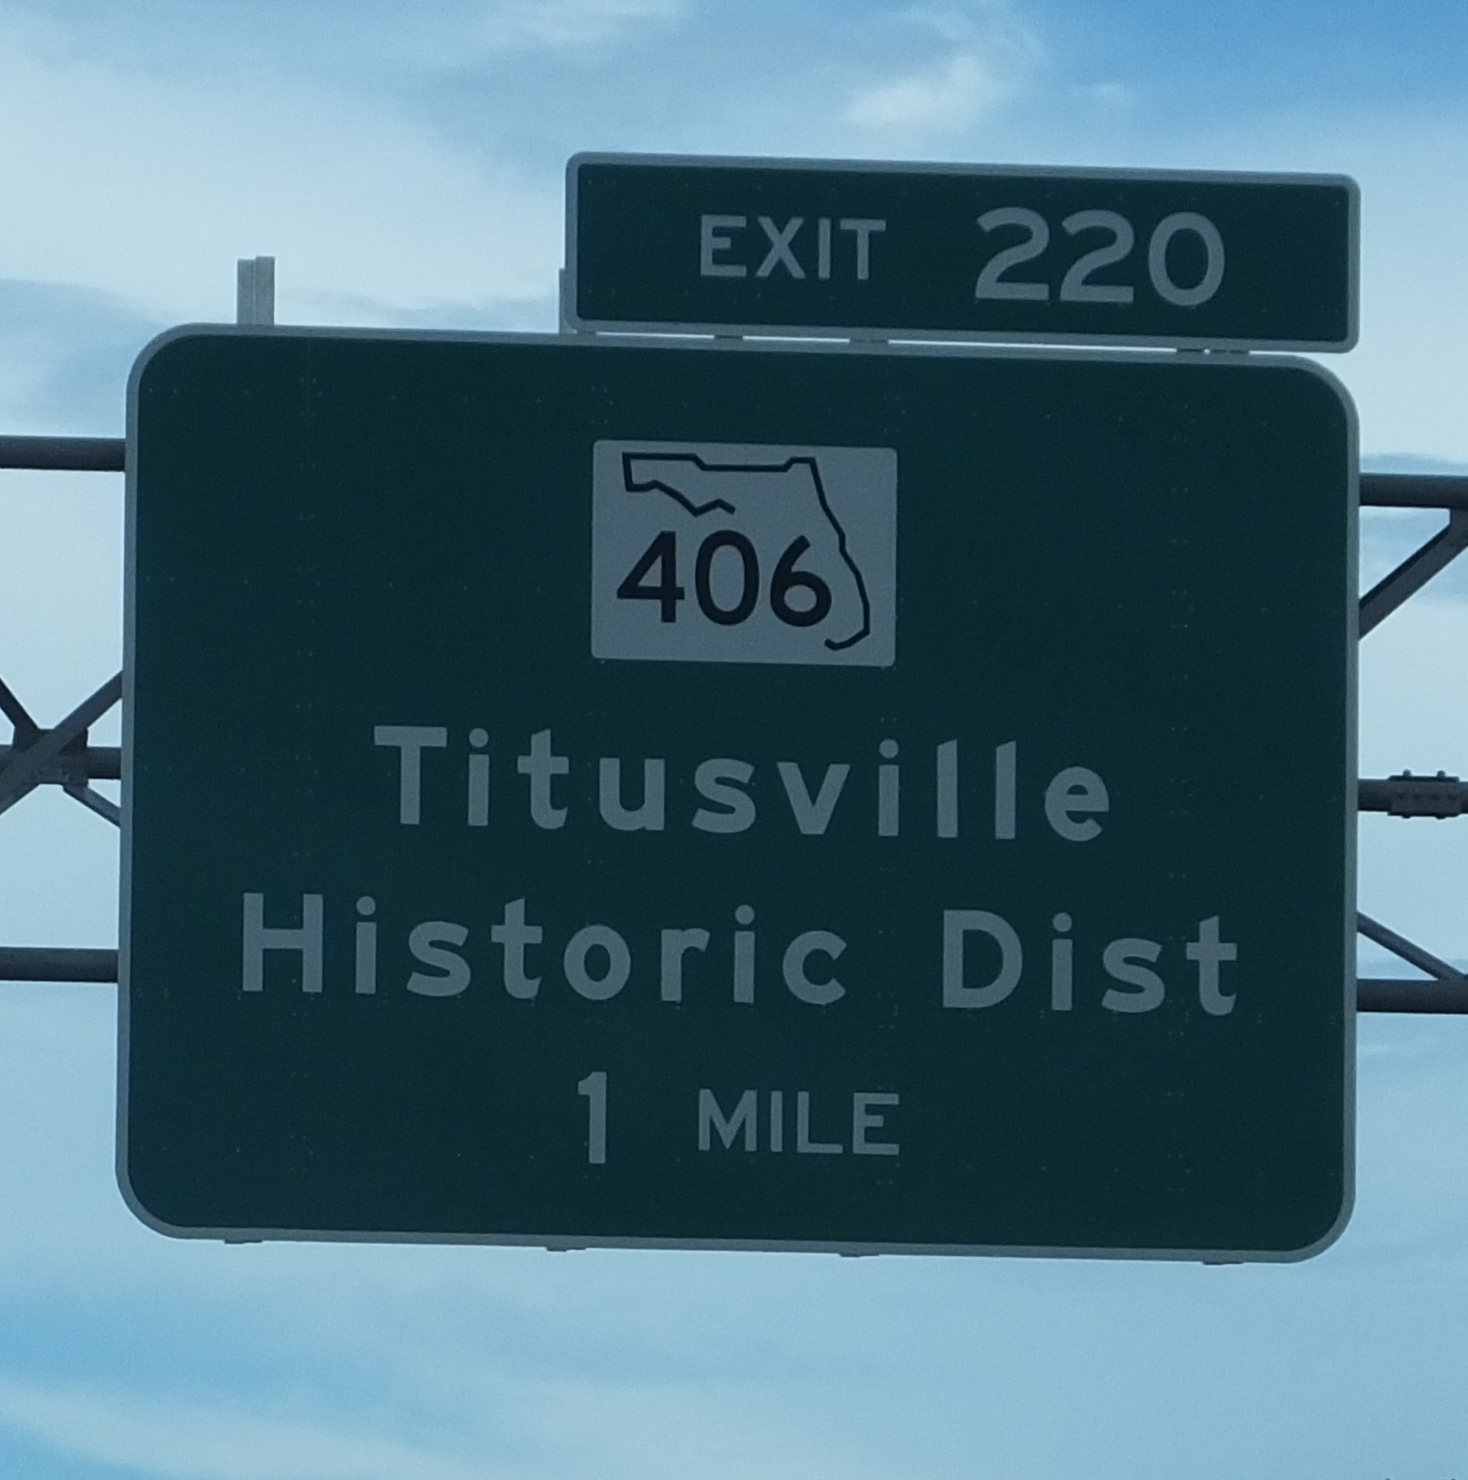 EXIT 220
406
Titusville
Historic Dist
1 MILE